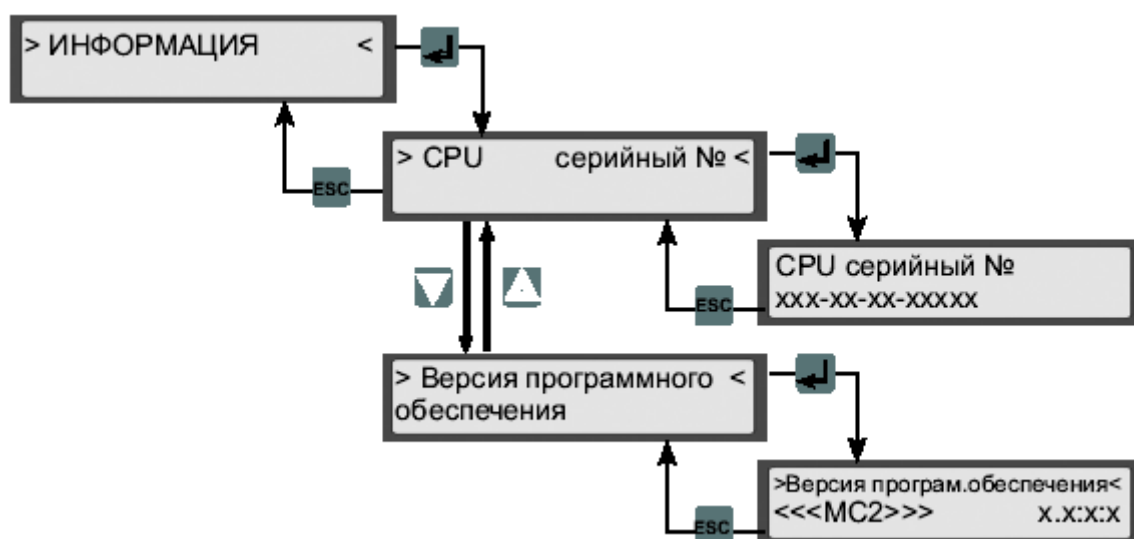 > ИНФОРМАЦИЯ <
> CPU серийный № <
ESC
CPU серийный №
xxx-xx-xx-xxxxx
ESC
> Версия программного <
обеспечения
>Версия програм.обеспечения<
<<<MC2>>> x.x:x:x
ESC